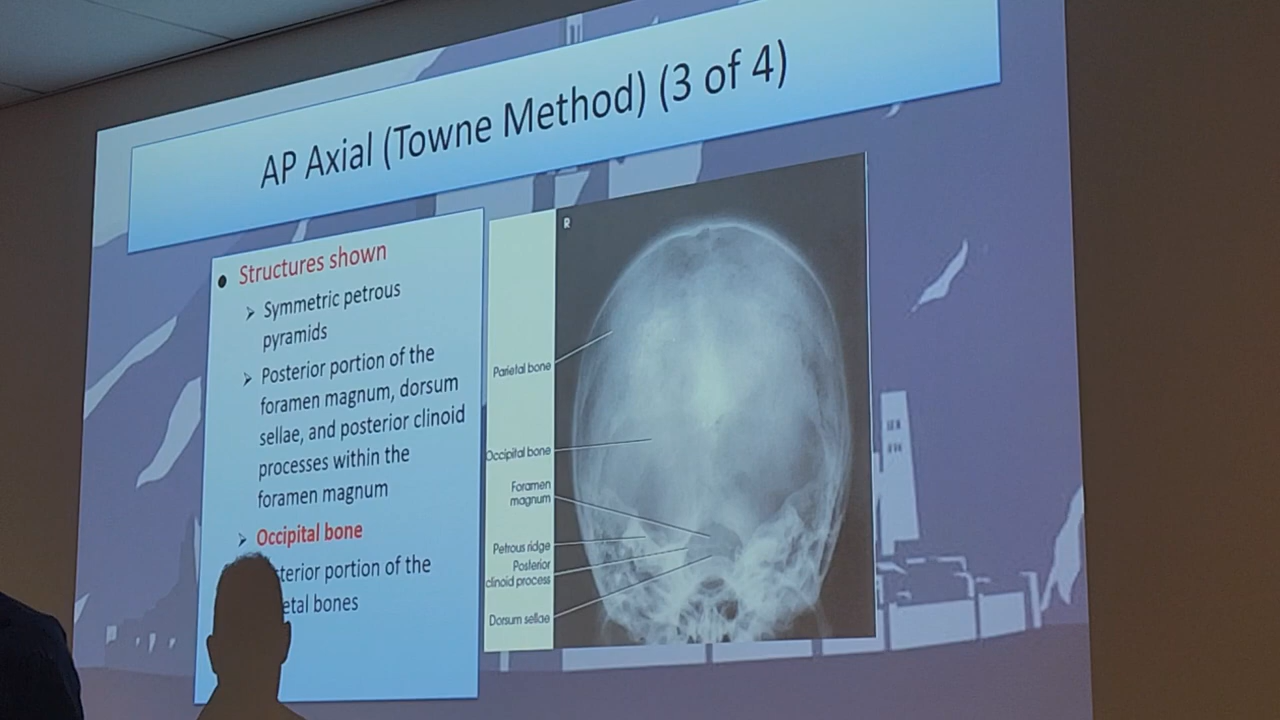 AP Axial (Towne Method) (3 of 4)
Structures shown
Symmetric petrous
pyramids
Posterior portion of the
foramen magnum, dorsum
sellae, and posterior clinoid
processes within the
foramen magnum
Occipital bone
portion of the
bones
R
Parietal bone
Occipital bone
Foramen
magnum
Petrous ridge
Posterior
clinoid process
Dorsum sellae